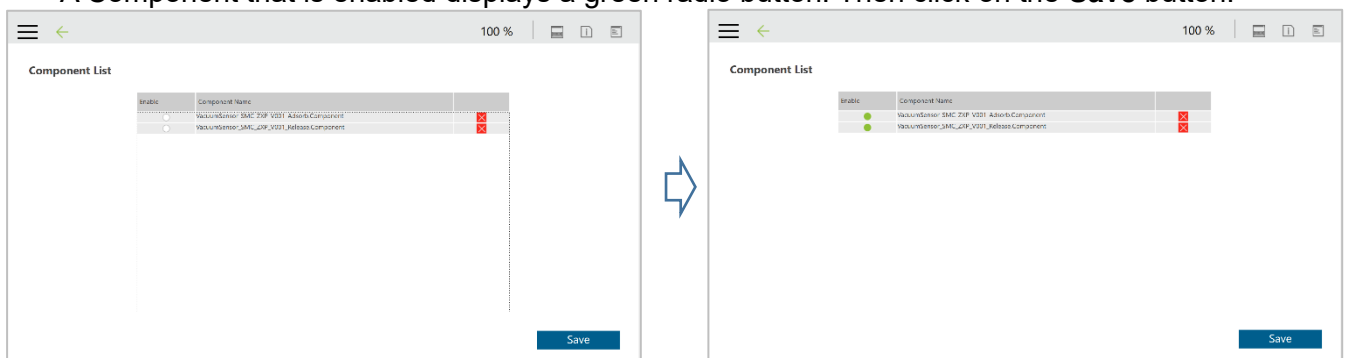 A Component that is enabled displays a green radio button. Then click on the Save button.
100 %
Component List
Enable Component Name
VacuumSensor_SMC_ZXP_V001_Adsorb.Component
VacuumSensor_SMC_ZXP_V001_Release.Component
Save
100 %
Component List
Enable Component Name
VacuumSensor_SMC_ZXP_V001_Adsorb.Component
VacuumSensor_SMC_ZXP_V001_Release.Component
Save